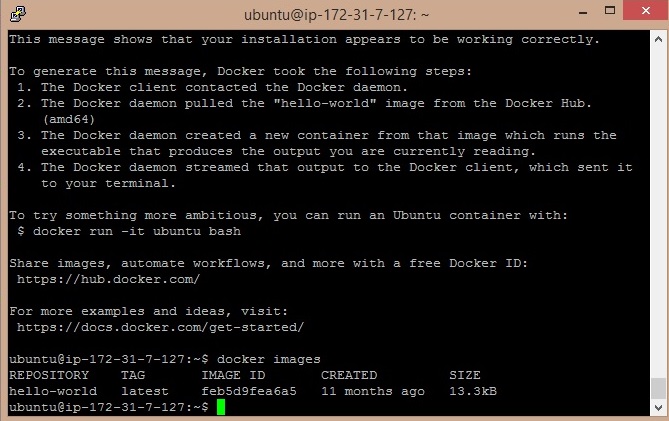 ubuntu@ip-172-31-7-127: ~
This message shows that your installation appears to be working correctly.
To generate this message, Docker took the following steps:
1. The Docker client contacted the Docker daemon.
2. The Docker daemon pulled the "hello-world" image from the Docker Hub.
(amd64)
3. The Docker daemon created a new container from that image which runs the
executable that produces the output you are currently reading.
4. The Docker daemon streamed that output to the Docker client, which sent it
to your terminal.
To try something more ambitious, you can run an Ubuntu container with:
$ docker run -it ubuntu bash
Share images, automate workflows, and more with a free Docker ID:
https://hub.docker.com/
For more examples and ideas, visit:
https://docs.docker.com/get-started/
ubuntu@ip-172-31-7-127:~$ docker images
REPOSITORY TAG IMAGE ID CREATED SIZE
hello-world latest feb5d9fea6a5 11 months ago 13.3kB
ubuntu@ip-172-31-7-127:~$